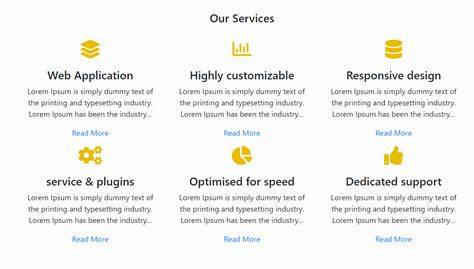 Our Services
Web Application
Lorem Ipsum is simply dummy text of
the printing and typesetting industry.
Lorem Ipsum has been the industry...
Read More
Highly customizable
Lorem Ipsum is simply dummy text of
the printing and typesetting industry.
Lorem Ipsum has been the industry...
Read More
Responsive design
Lorem Ipsum is simply dummy text of
the printing and typesetting industry.
Lorem Ipsum has been the industry...
Read More
service & plugins
Lorem Ipsum is simply dummy text of
the printing and typesetting industry.
Lorem Ipsum has been the industry...
Read More
Optimised for speed
Lorem Ipsum is simply dummy text of
the printing and typesetting industry.
Lorem Ipsum has been the industry...
Read More
Dedicated support
Lorem Ipsum is simply dummy text of
the printing and typesetting industry.
Lorem Ipsum has been the industry...
Read More